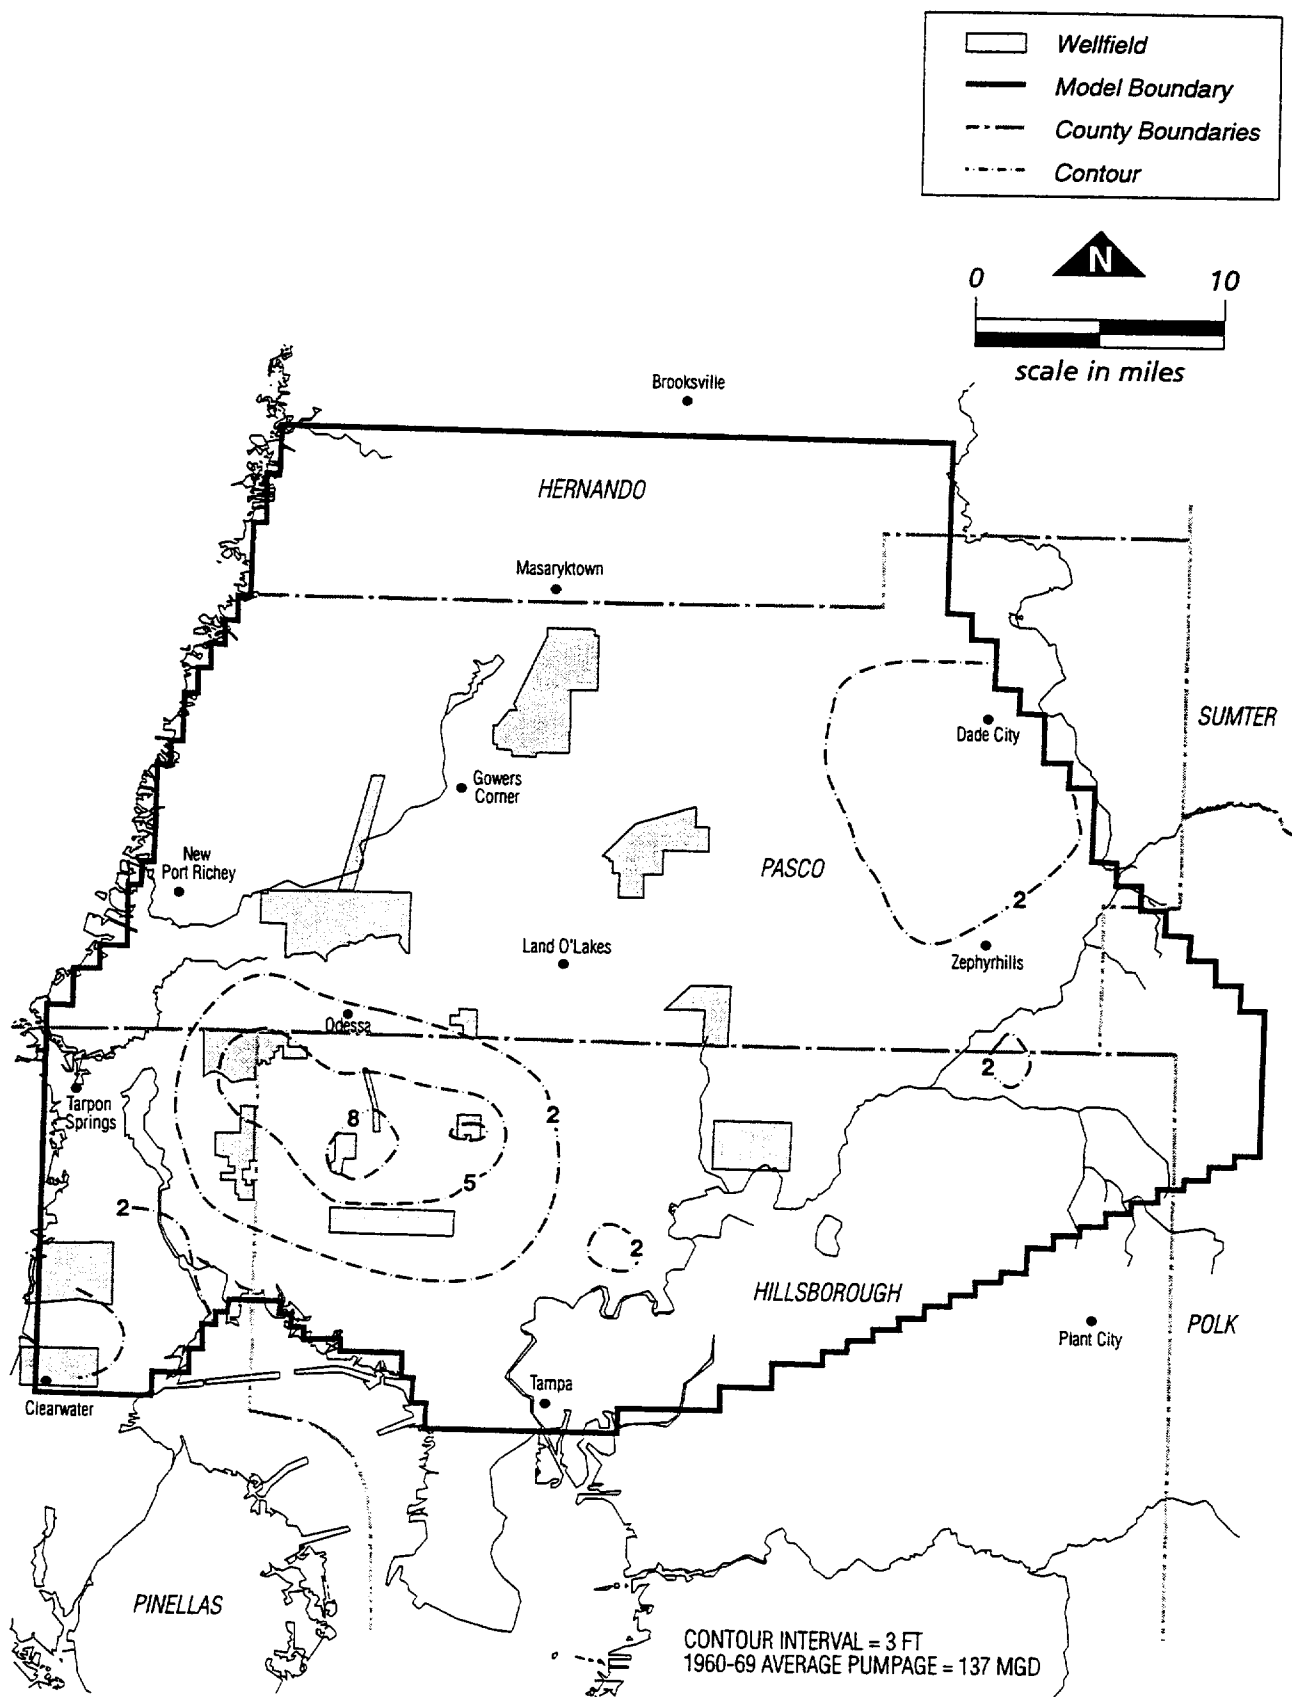 Wellfield
Model Boundary
County Boundaries
Contour
N
0 10
scale in miles
Brooksville
HERNANDO
Masaryktown
SUMTER
Dade City
Gowers
Corner
New
Port Richey
PASCO
2
Land O'Lakes
Zephyrhills
Odessa
2
Tarpon
Springs
8
2
5
2
2
HILLSBOROUGH
POLK
Plant City
Tampa
Clearwater
PINELLAS
CONTOUR INTERVAL = 3 FT
1960-69 AVERAGE PUMPAGE = 137 MGD